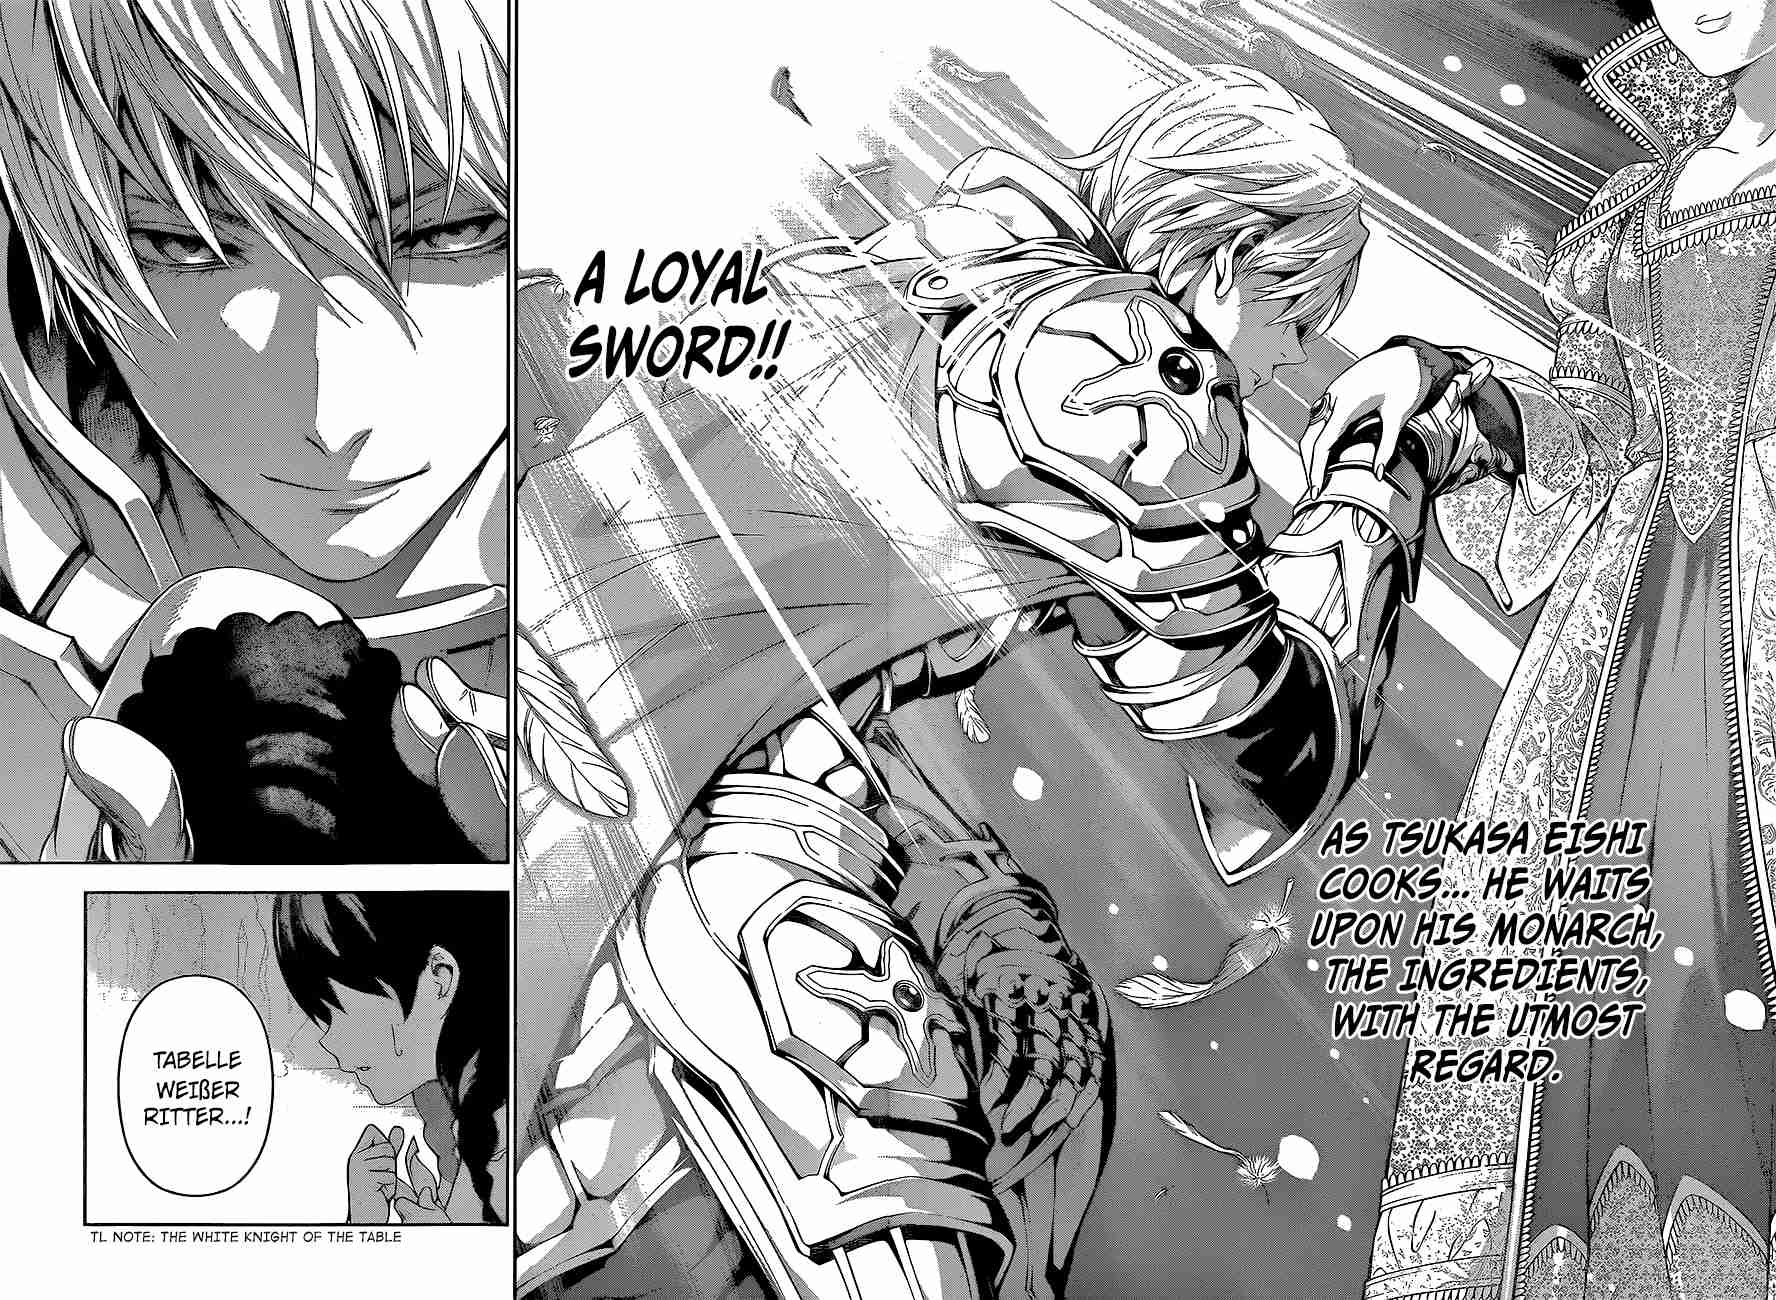 AS TSUKASA EISHI
COOKS... HE WAITS
UPON HIS MONARCH,
THE INGREDIENTS,
WITH THE UTMOST
REGARD.
A LOYAL
SWORD!!
TABELLE
WEIßER
RITTER...!
TL NOTE: THE WHITE KNIGHT OF THE TABLE